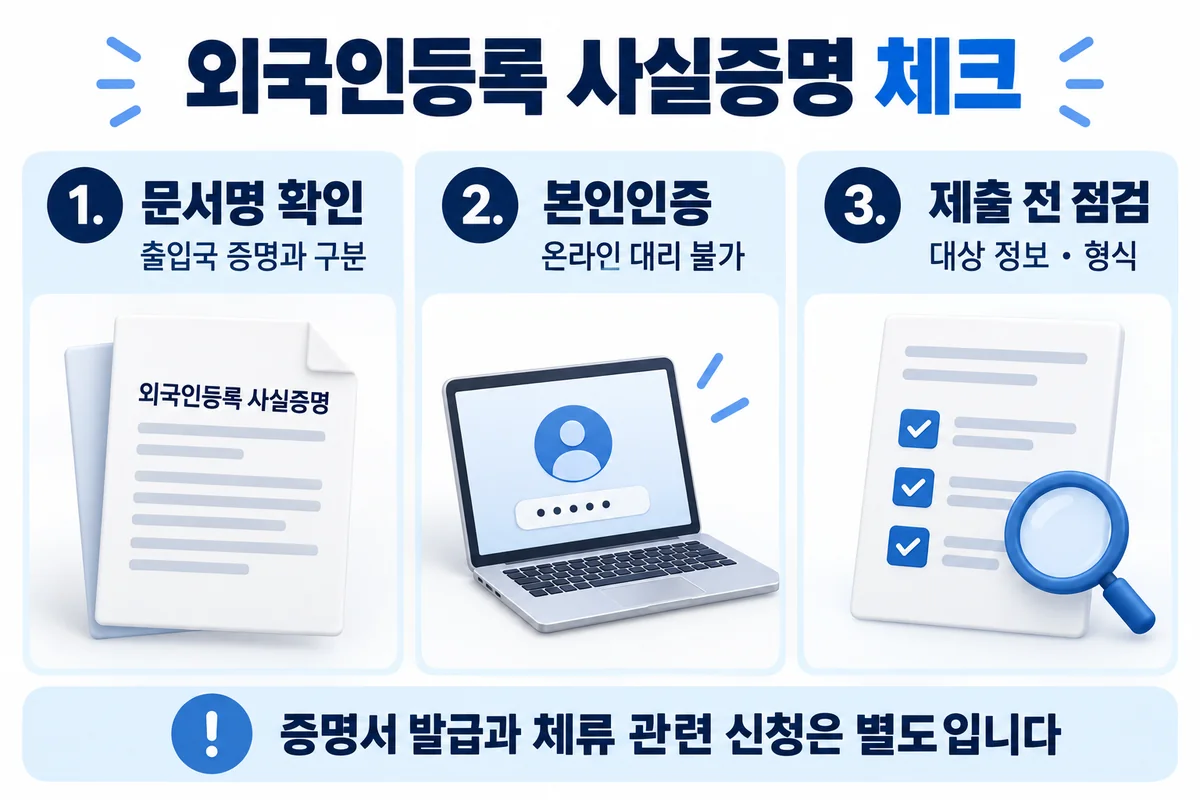 외국인등록 사실증명 체크
1. 문서명 확인
출입국 증명과 구분
외국인등록 사실증명
2. 본인인증
온라인 대리 불가
3. 제출 전 점검
대상 정보 • 형식
! 증명서 발급과 체류 관련 신청은 별도입니다